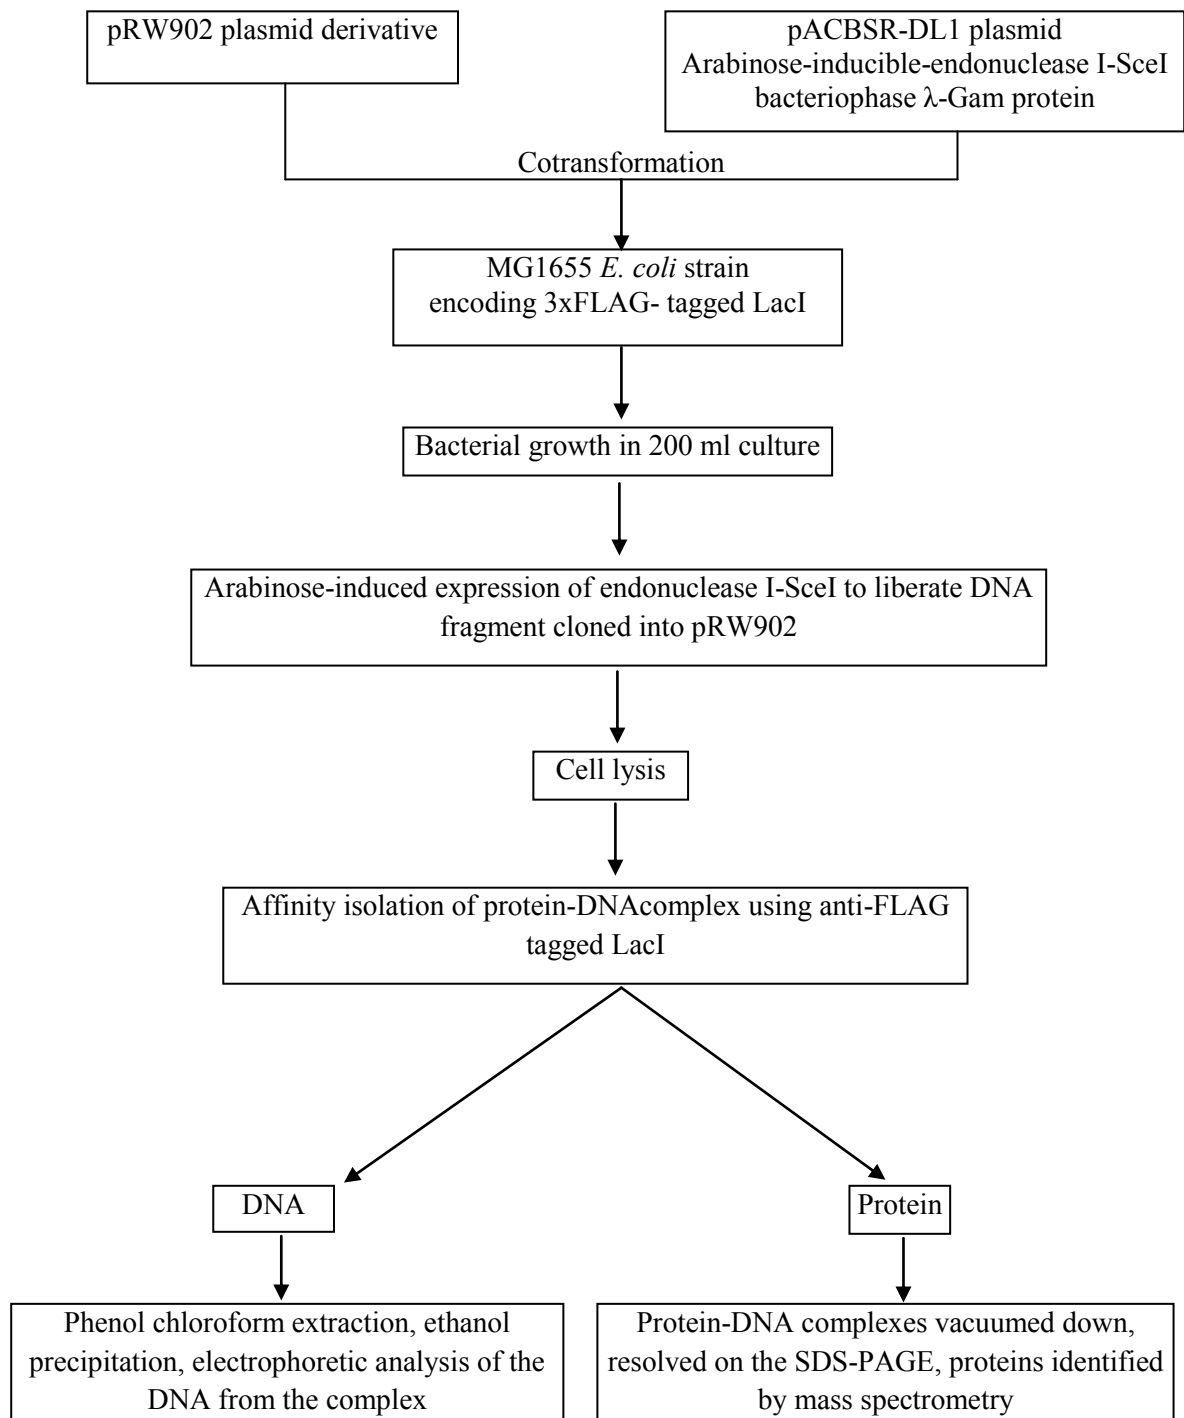 pRW902 plasmid derivative
pACBSR-DL1 plasmid
Arabinose-inducible-endonuclease I-SceI
bacteriophase λ-Gam protein
Cotransformation
MG1655 E. coli strain
encoding 3xFLAG- tagged LacI
Bacterial growth in 200 ml culture
Arabinose-induced expression of endonuclease I-SceI to liberate DNA
fragment cloned into pRW902
Cell lysis
Affinity isolation of protein-DNAcomplex using anti-FLAG
tagged LacI
DNA
Protein
Phenol chloroform extraction, ethanol
precipitation, electrophoretic analysis of the
DNA from the complex
Protein-DNA complexes vacuumed down,
resolved on the SDS-PAGE, proteins identified
by mass spectrometry